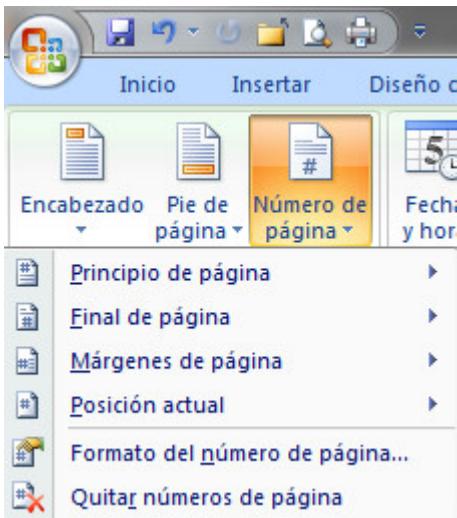 Inicio Insertar Diseño d
Encabezado Pie de Número de Fecha
página página y hora
Principio de página
Final de página
Márgenes de página
Posición actual
Formato del número de página...
Quitar números de página